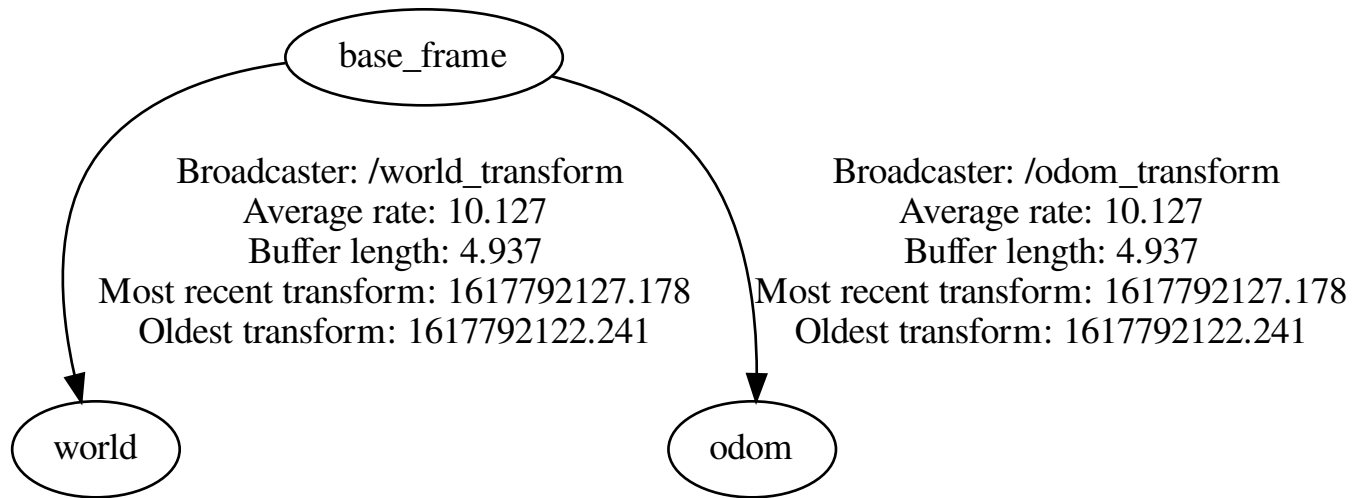 base_frame
Broadcaster: /world_transform
Average rate: 10.127
Buffer length: 4.937
Most recent transform: 1617792127.178
Oldest transform: 1617792122.241
Broadcaster: /odom_transform
Average rate: 10.127
Buffer length: 4.937
Most recent transform: 1617792127.178
Oldest transform: 1617792122.241
world
odom